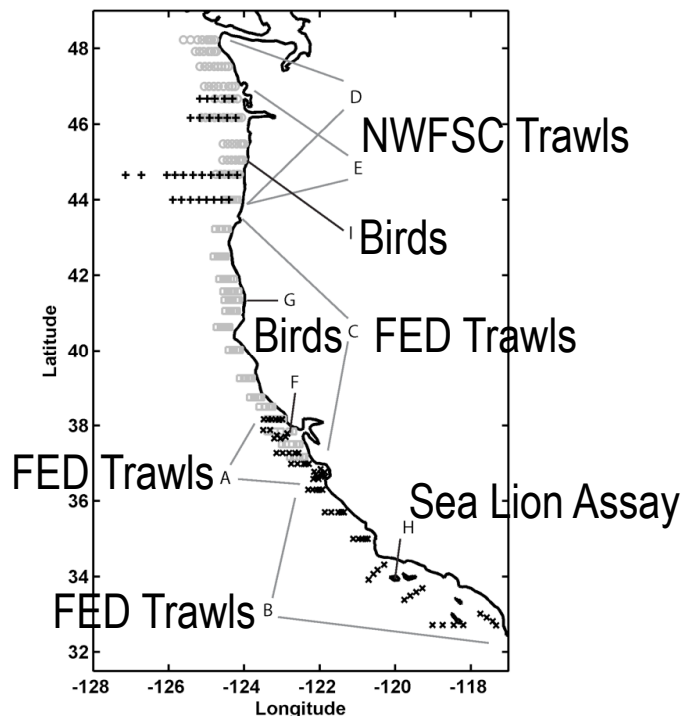 48
D
46
NWFSC Trawls
E
44
I Birds
42
G
Latitude
Birds C FED Trawls
40
F
38
FED Trawls A
36
Sea Lion Assay
H
34
FED Trawls B
32
-128 -126 -124 -122 -120 -118
Longitude